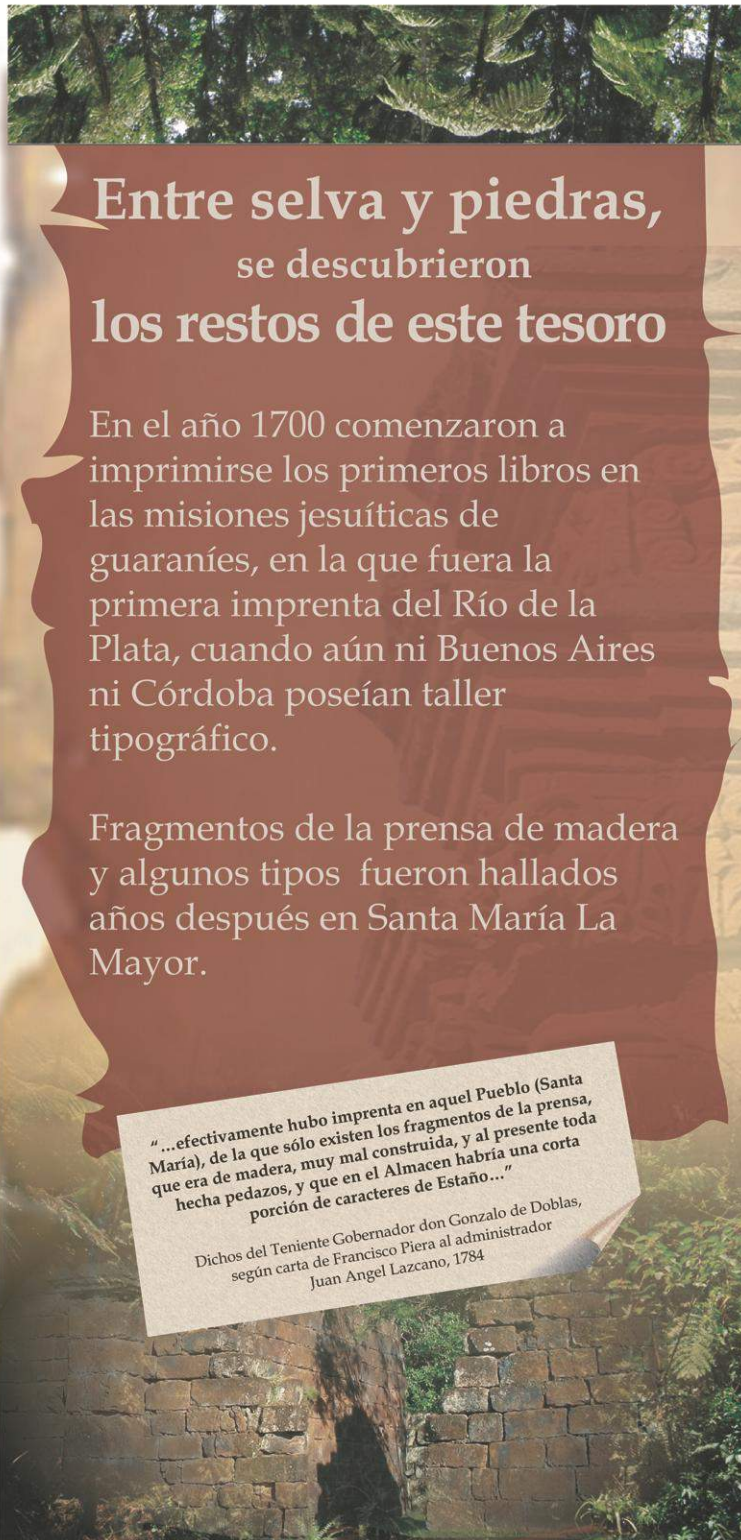 Entre selva y piedras,
se descubrieron
los restos de este tesoro
En el año 1700 comenzaron a
imprimirse los primeros libros en
las misiones jesuíticas de
guaraníes, en la que fuera la
primera imprenta del Río de la
Plata, cuando aún ni Buenos Aires
ni Córdoba poseían taller
tipográfico.
Fragmentos de la prensa de madera
y algunos tipos fueron hallados
años después en Santa María La
Mayor.
"...efectivamente hubo imprenta en aquel Pueblo (Santa
María), de la que sólo existen los fragmentos de la prensa,
que era de madera, muy mal construida, y al presente toda
hecha pedazos, y que en el Almacen habría una corta
porción de caracteres de Estaño..."
Dichos del Teniente Gobernador don Gonzalo de Doblas,
según carta de Francisco Piera al administrador
Juan Angel Lazcano, 1784